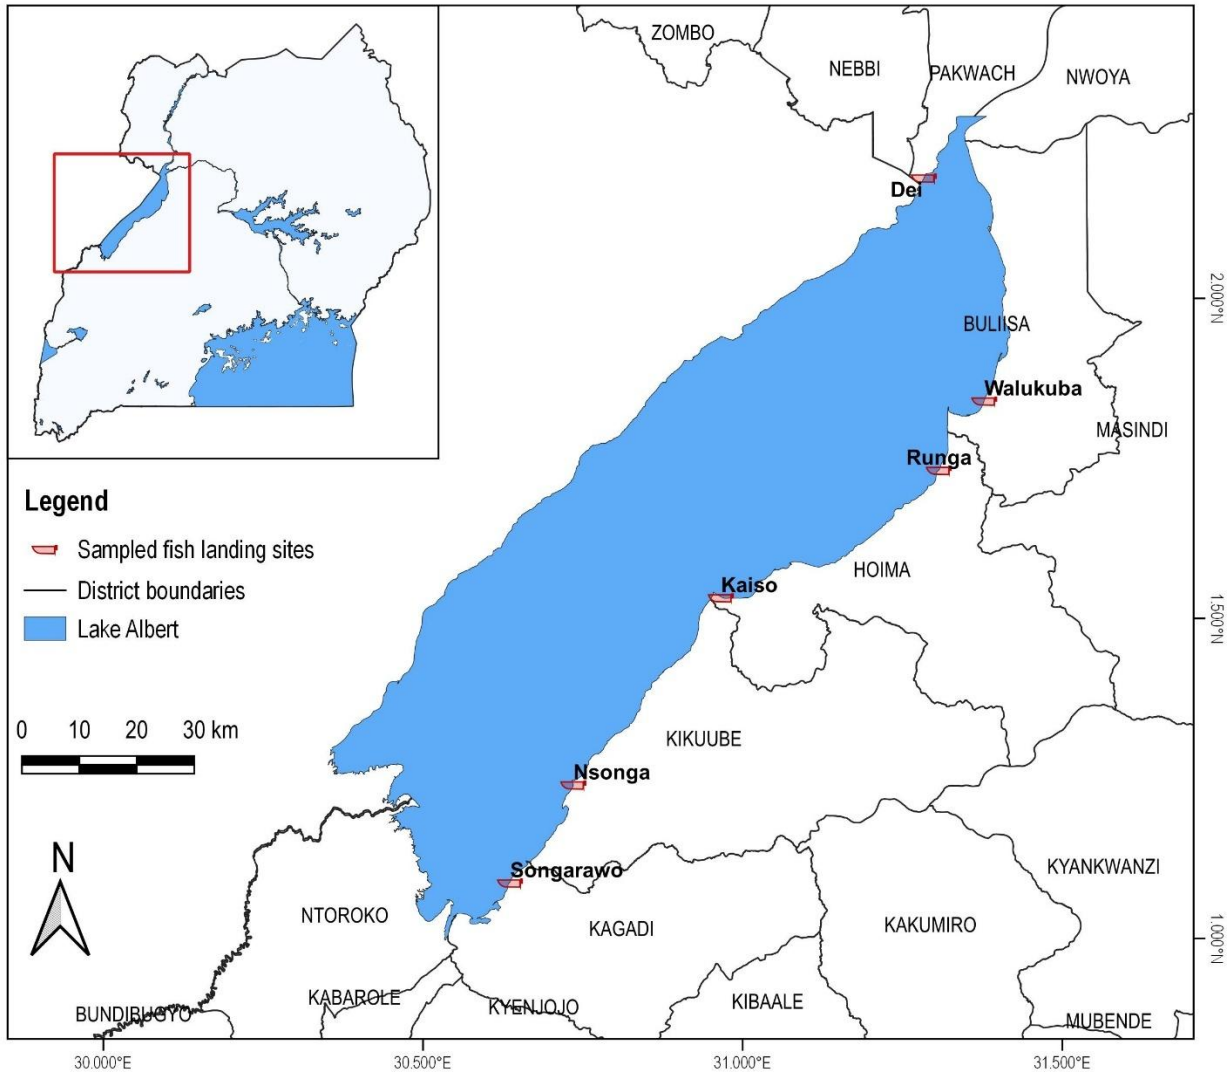 ZOMBO
NEBBI
PAKWACH
NWOYA
Dei
2.000°N
BULIISA
Walukuba
MASINDI
Runga
Legend
Sampled fish landing sites
District boundaries
Lake Albert
HOIMA
Kaiso
1.500°N
0 10 20 30 km
KIKUUBE
Nsonga
N
Songarawo
KYANKWANZI
NTOROKO
KAGADI
KAKUMIRO
1.000°N
KABAROLE
KYENJOJO
KIBAALE
BUNDIBUGYO
MUBENDE
30.000°E 30.500°E 31.000°E 31.500°E